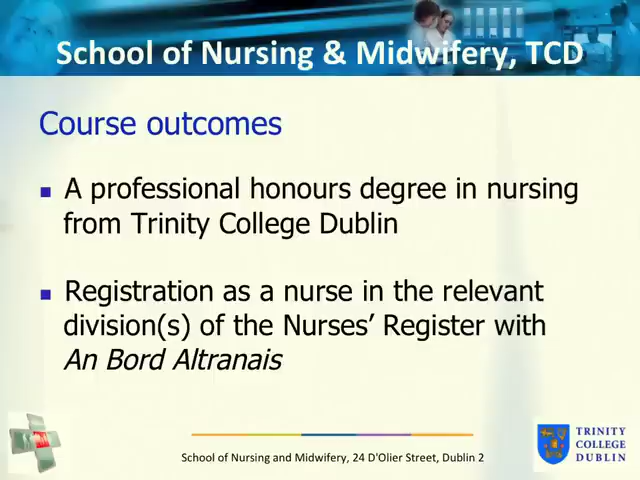 School of Nursing & Midwifery, TCD
Course outcomes
A professional honours degree in nursing
from Trinity College Dublin
Registration as a nurse in the relevant
division(s) of the Nurses’ Register with
An Bord Altranais
School of Nursing and Midwifery, 24 D'Olier Street, Dublin 2
TRINITY
COLLEGE
DUBLIN